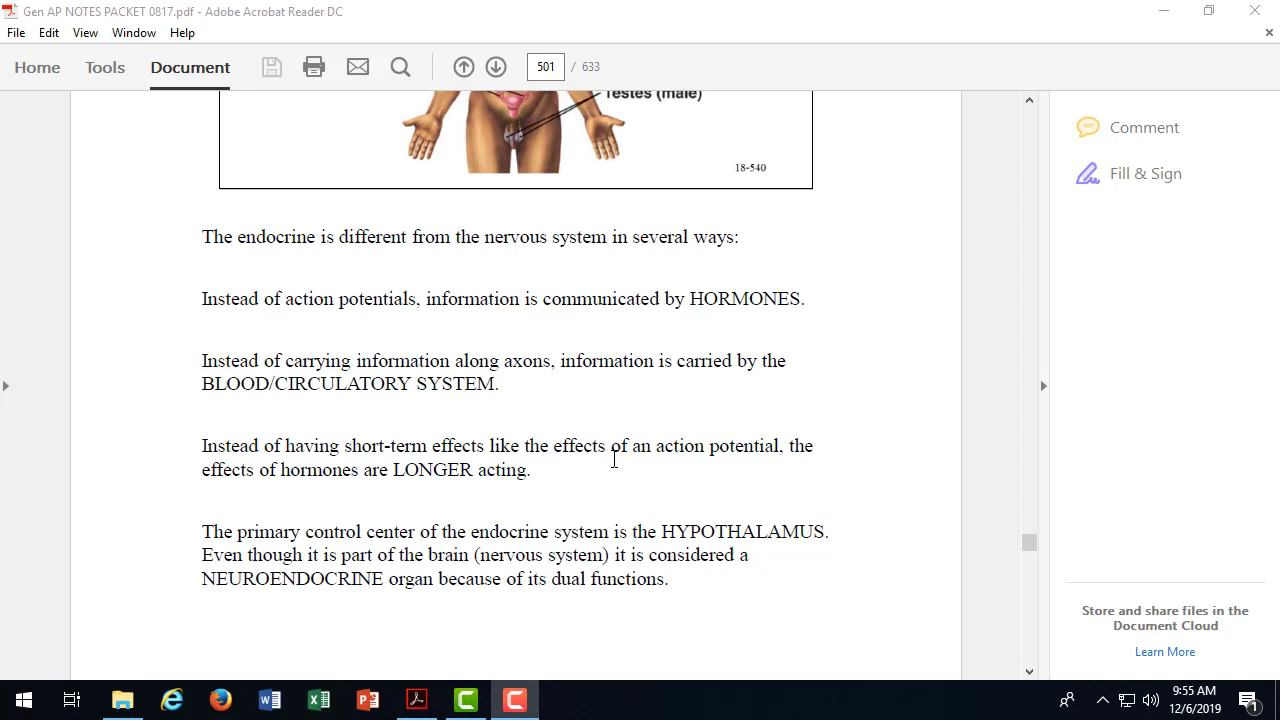 Gen AP NOTES PACKET 0817.pdf - Adobe Acrobat Reader DC
File Edit View Window Help
Home Tools Document 501 / 633
Testes (male)
18-540
Comment
Fill & Sign
The endocrine is different from the nervous system in several ways:
Instead of action potentials, information is communicated by HORMONES.
Instead of carrying information along axons, information is carried by the
BLOOD/CIRCULATORY SYSTEM.
Instead of having short-term effects like the effects of an action potential, the
effects of hormones are LONGER acting.
The primary control center of the endocrine system is the HYPOTHALAMUS.
Even though it is part of the brain (nervous system) it is considered a
NEUROENDOCRINE organ because of its dual functions.
Store and share files in the
Document Cloud
Learn More
9:55 AM
12/6/2019
1